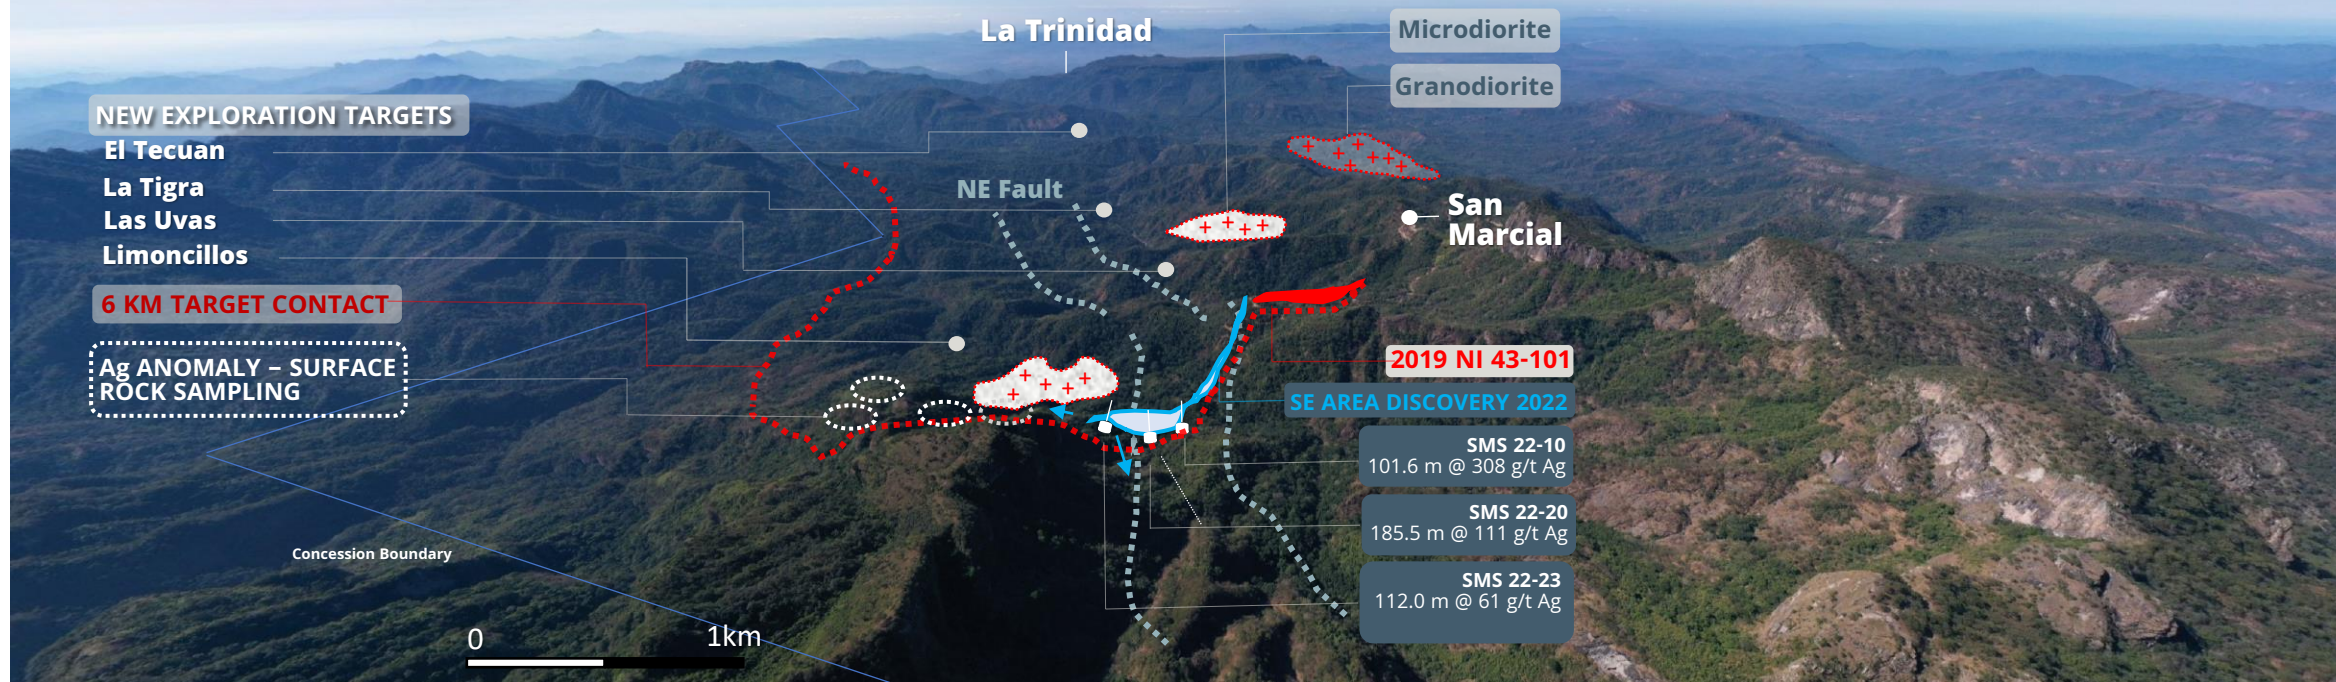 La Trinidad
Microdiorite
Granodiorite
NEW EXPLORATION TARGETS
El Tecuan
La Tigra
Las Uvas
Limoncillos
6 KM TARGET CONTACT
Ag ANOMALY – SURFACE
ROCK SAMPLING
NE Fault
San
Marcial
2019 NI 43-101
SE AREA DISCOVERY 2022
SMS 22-10
101.6 m @ 308 g/t Ag
SMS 22-20
185.5 m @ 111 g/t Ag
SMS 22-23
112.0 m @ 61 g/t Ag
Concession Boundary
0
1km